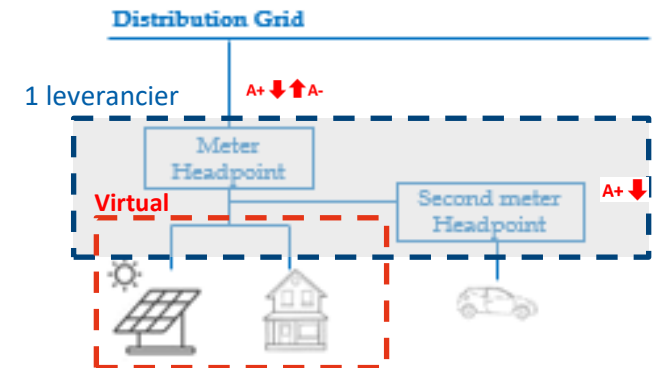 Distribution Grid
1 leverancier
A+ A-
Meter
Headpoint
Virtual
Second meter
Headpoint
A+